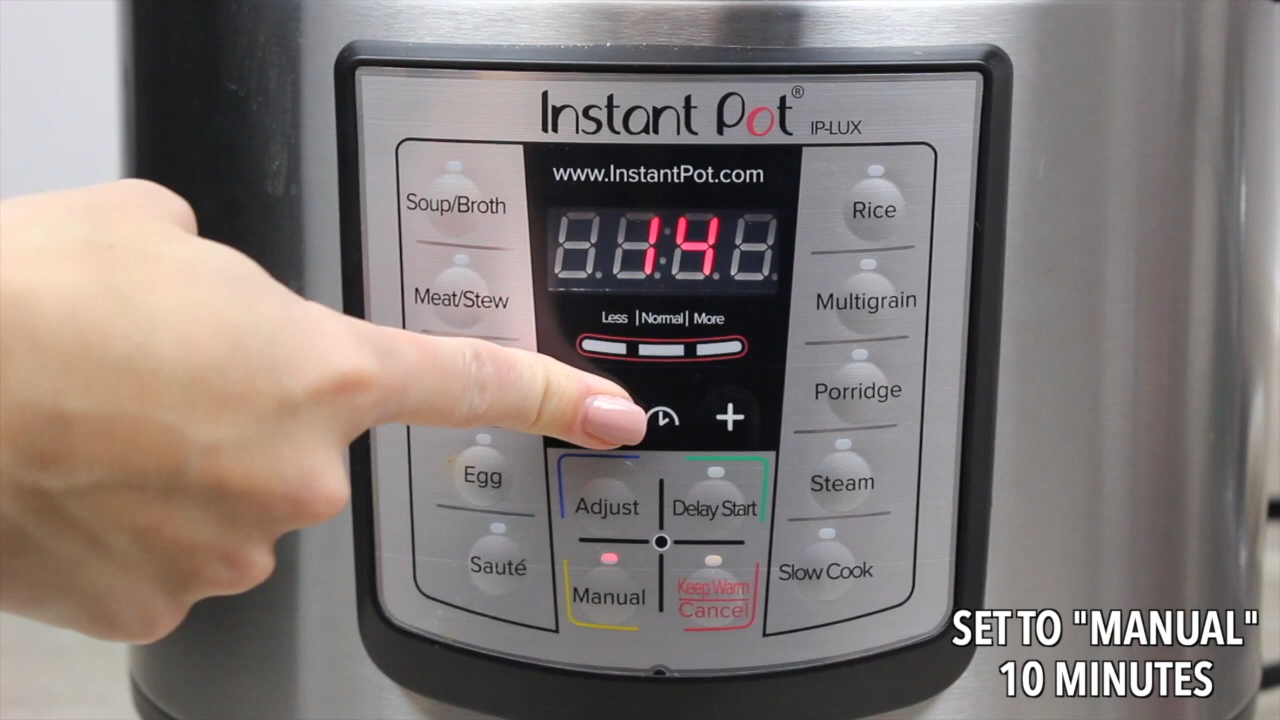 Instant Pot® IP-LUX
www.InstantPot.com
14
Less | Normal | More
Soup/Broth
Meat/Stew
Egg
Sauté
Rice
Multigrain
Porridge
Steam
Slow Cook
+
Adjust
Delay Start
Manual
Keep Warm
Cancel
SET TO "MANUAL"
10 MINUTES